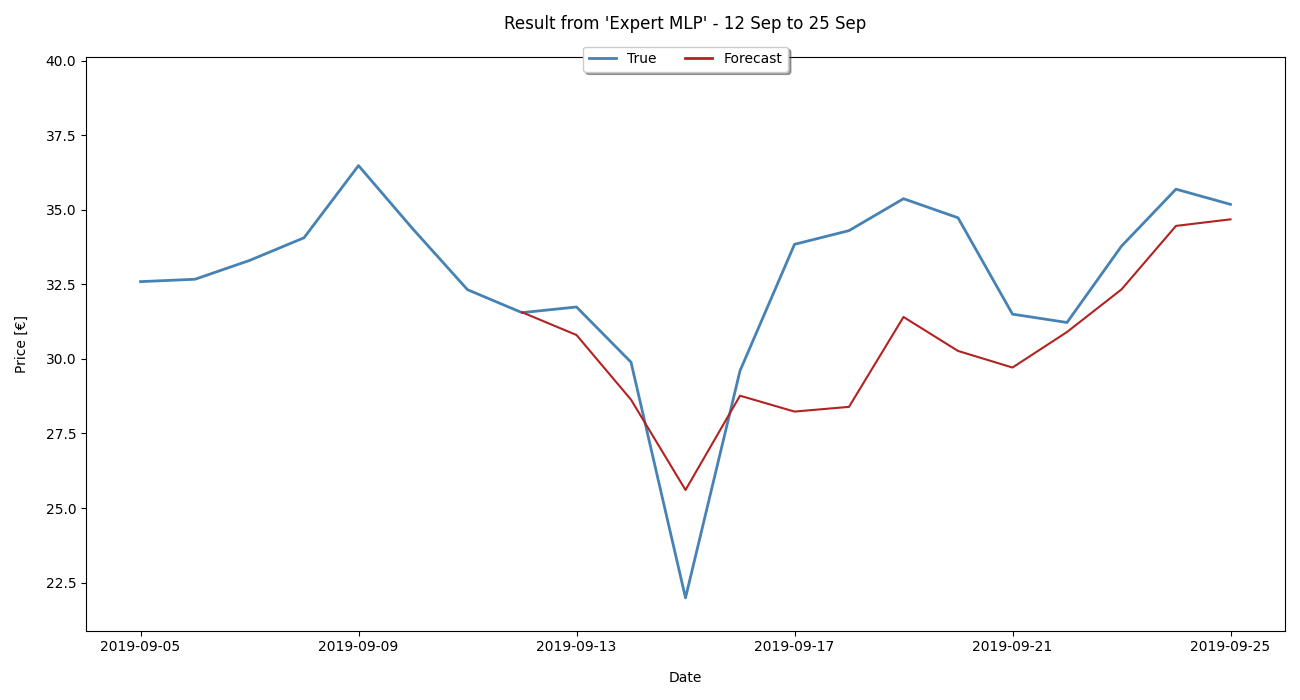 Result from 'Expert MLP' - 12 Sep to 25 Sep
True Forecast
40.0
37.5
35.0
32.5
30.0
27.5
25.0
22.5
Price [€]
2019-09-05 2019-09-09 2019-09-13 2019-09-17 2019-09-21 2019-09-25
Date